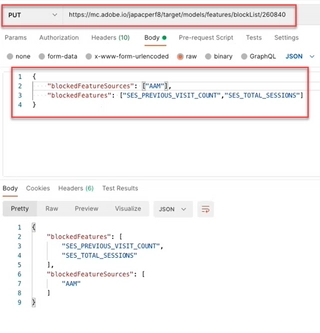 PUT https://mc.adobe.io/japacperf8/target/models/features/blockList/260840
Params Authorization Headers (10) Body Pre-request Script Tests Settings
none form-data x-www-form-urlencoded raw binary GraphQL JSON
1 {
2 "blockedFeatureSources": ["AAM"],
3 "blockedFeatures": ["SES_PREVIOUS_VISIT_COUNT","SES_TOTAL_SESSIONS"]
4 }
Body Cookies Headers (6) Test Results
Pretty Raw Preview Visualize JSON
1 {
2 "blockedFeatures": [
3 "SES_PREVIOUS_VISIT_COUNT",
4 "SES_TOTAL_SESSIONS"
5 ],
6 "blockedFeatureSources": [
7 "AAM"
8 ]
9 }